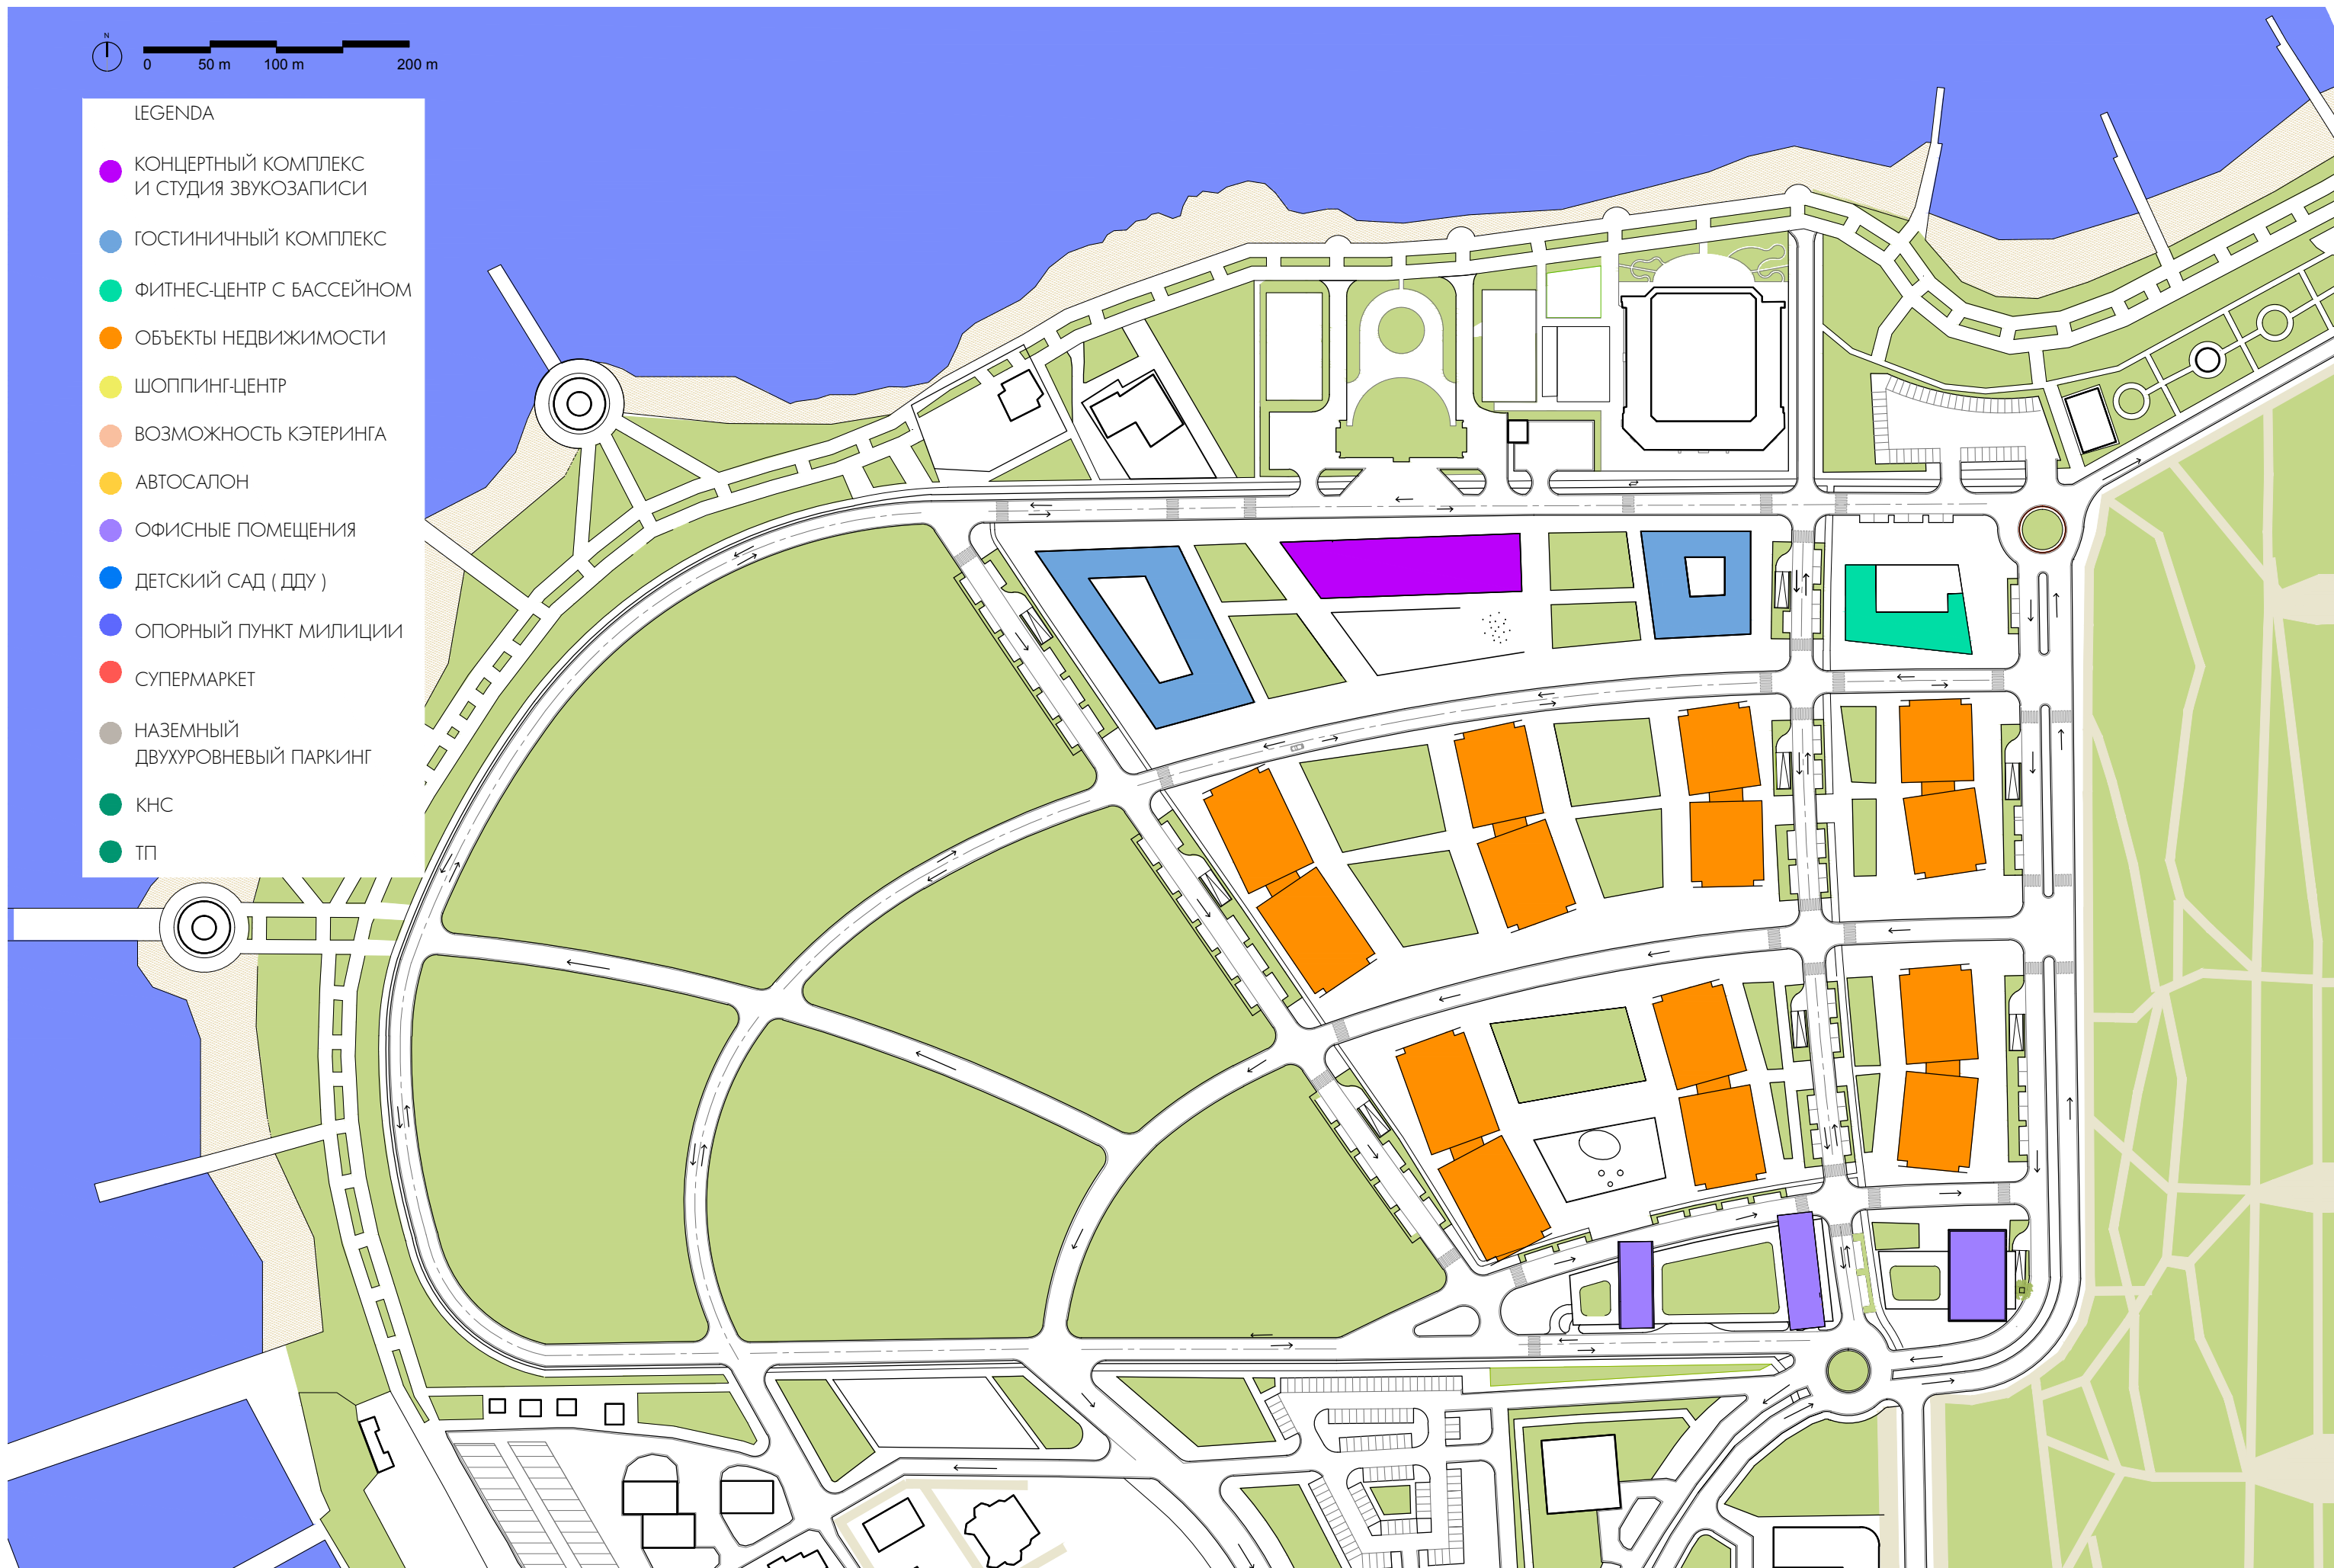 N
0 50 m 100 m 200 m
LEGENDA
КОНЦЕРТНЫЙ КОМПЛЕКС
И СТУДИЯ ЗВУКОЗАПИСИ
ГОСТИНИЧНЫЙ КОМПЛЕКС
ФИТНЕС-ЦЕНТР С БАССЕЙНОМ
ОБЪЕКТЫ НЕДВИЖИМОСТИ
ШОППИНГ-ЦЕНТР
ВОЗМОЖНОСТЬ КЭТЕРИНГА
АВТОСАЛОН
ОФИСНЫЕ ПОМЕЩЕНИЯ
ДЕТСКИЙ САД ( ДДУ )
ОПОРНЫЙ ПУНКТ МИЛИЦИИ
СУПЕРМАРКЕТ
НАЗЕМНЫЙ
ДВУХУРОВНЕВЫЙ ПАРКИНГ
КНС
ТП